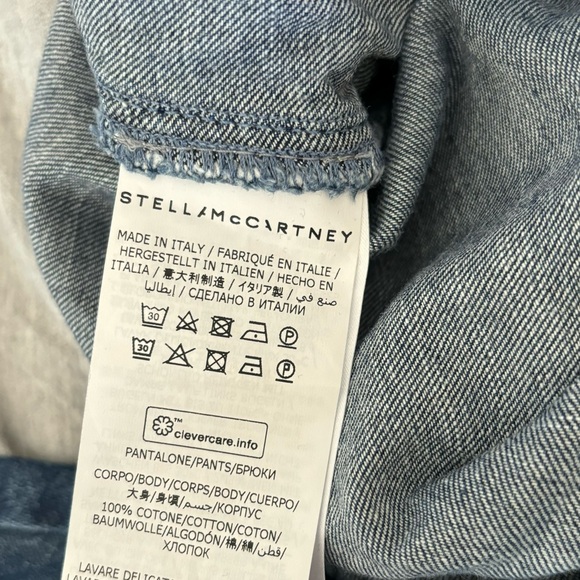 STELLA McCARTNEY
MADE IN ITALY / FABRIQUÉ EN ITALIE /
HERGESTELLT IN ITALIEN / HECHO EN
ITALIA / 意大利制造 / イタリア製 / صنع في
إيطاليا / СДЕЛАНО В ИТАЛИИ
30 P
30 P
™
clevercare.info
PANTALONE/PANTS/БРЮКИ
CORPO/BODY/CORPS/BODY/CUERPO/
大身/身頃/جسم/КОРПУС
100% COTONE/COTTON/COTON/
BAUMWOLLE/ALGODÓN/棉/綿/قطن/
ХЛОПОК
LAVARE DELICAT